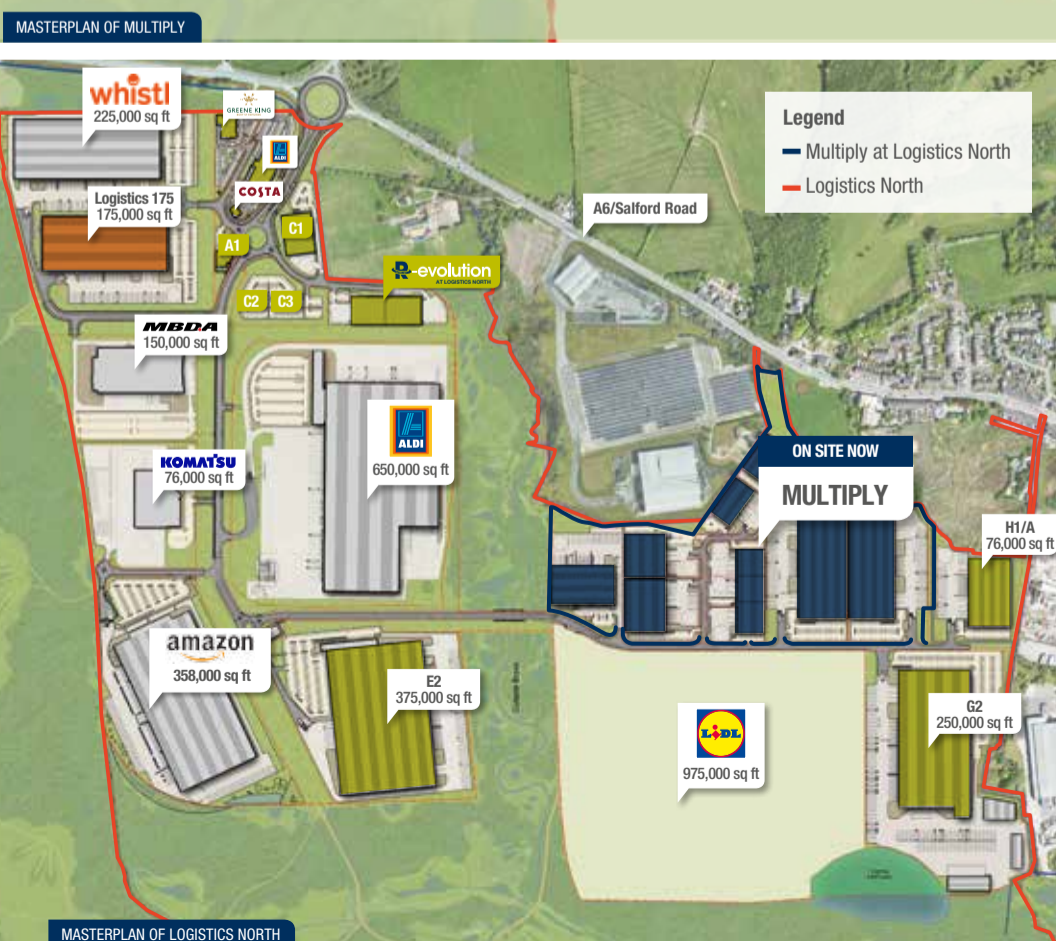 MASTERPLAN OF MULTIPLY
whistl
225,000 sq ft
GREENE KING
ALDI
COSTA
Legend
Multiply at Logistics North
Logistics North
Logistics 175
175,000 sq ft
A6/Salford Road
A1
C1
R-evolution
AT LOGISTICS NORTH
C2
C3
MBDA
150,000 sq ft
ALDI
650,000 sq ft
KOMATSU
76,000 sq ft
ON SITE NOW
MULTIPLY
H1/A
76,000 sq ft
amazon
358,000 sq ft
E2
375,000 sq ft
LIDL
975,000 sq ft
G2
250,000 sq ft
MASTERPLAN OF LOGISTICS NORTH